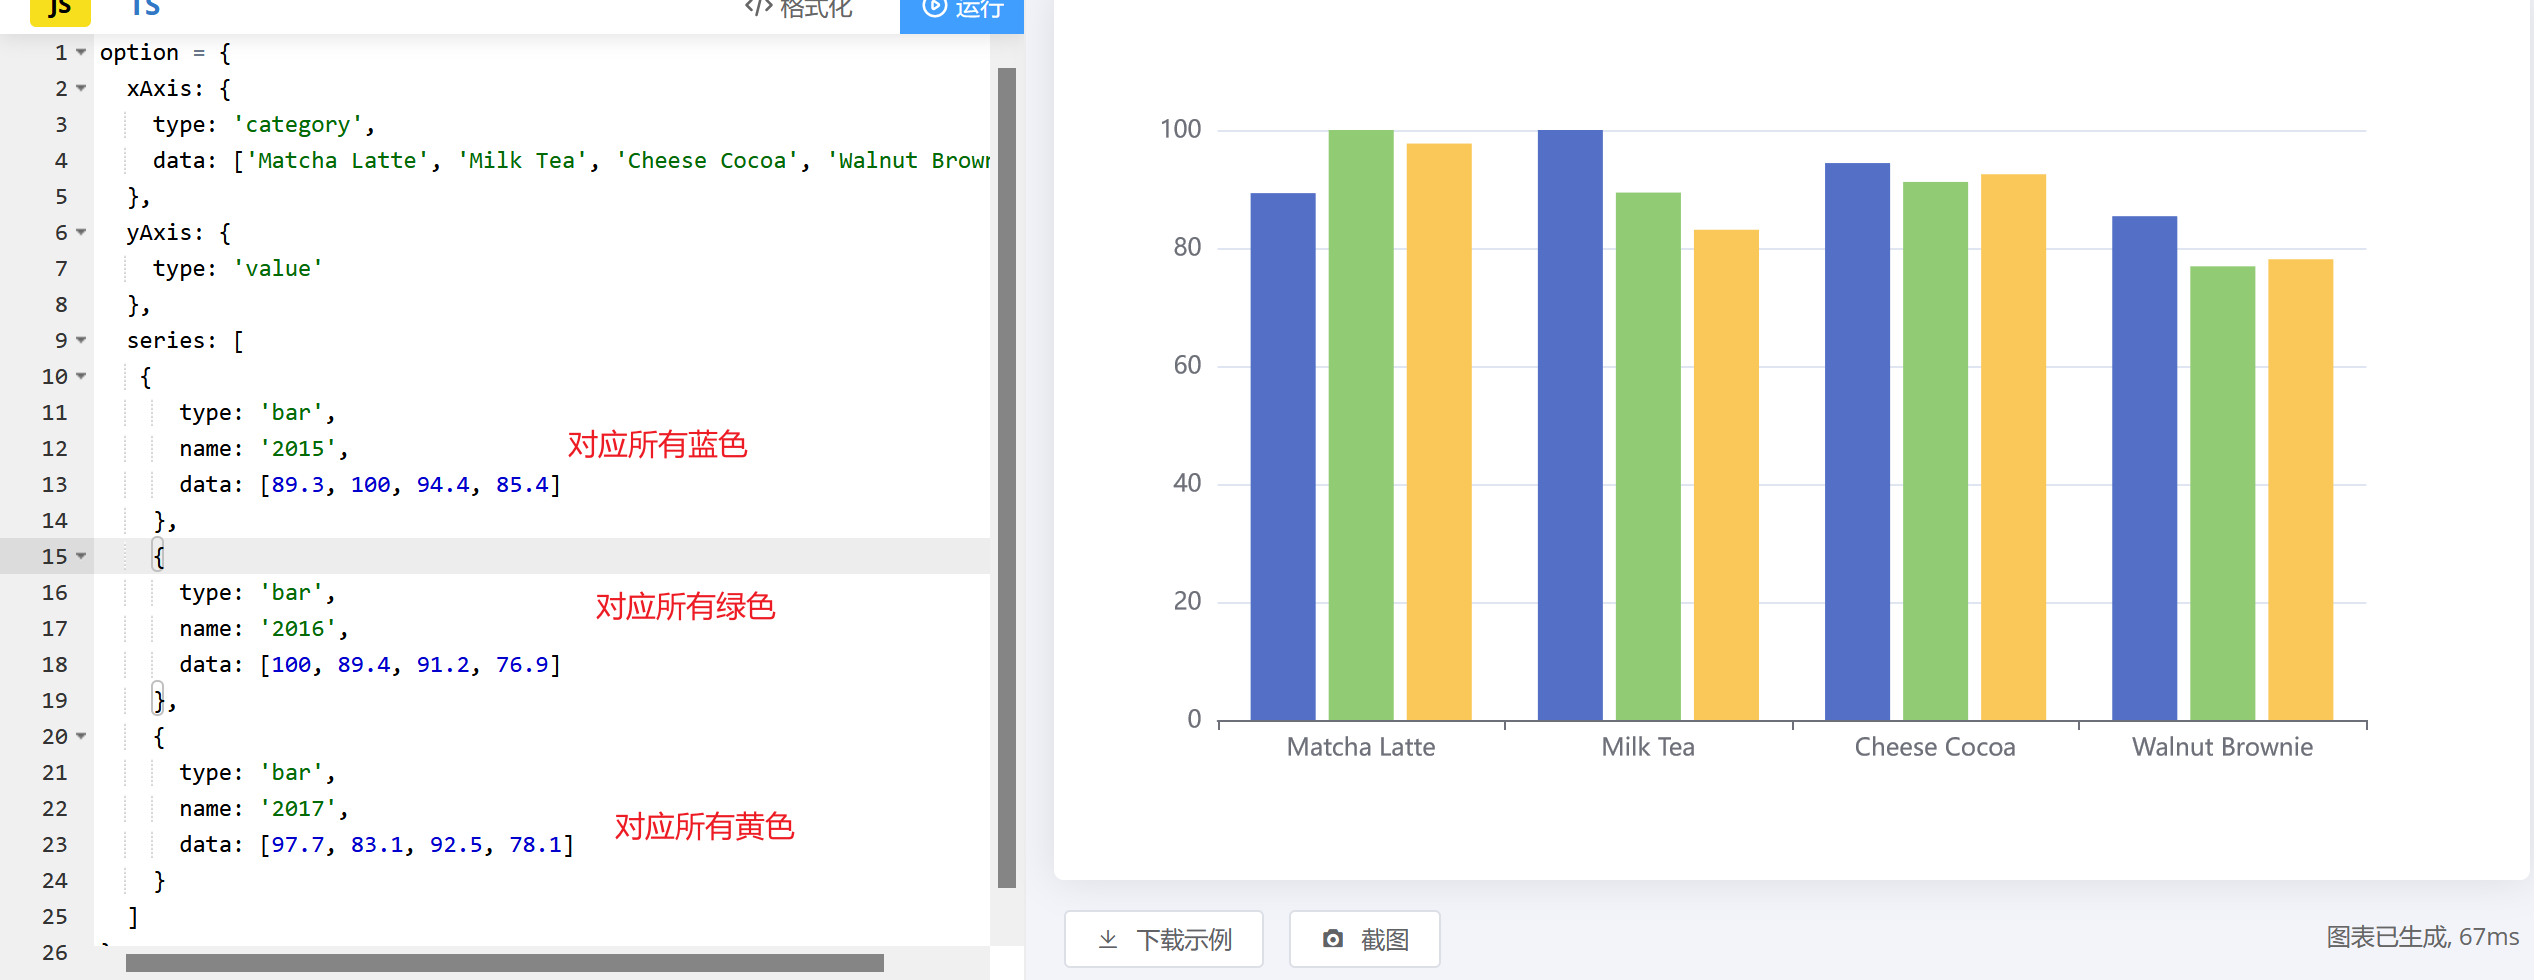 JS TS 格式化 运行
1 option = {
2 xAxis: {
3 type: 'category',
4 data: ['Matcha Latte', 'Milk Tea', 'Cheese Cocoa', 'Walnut Brown
5 },
6 yAxis: {
7 type: 'value'
8 },
9 series: [
10 {
11 type: 'bar',
12 name: '2015',
对应所有蓝色
13 data: [89.3, 100, 94.4, 85.4]
14 },
15 {
16 type: 'bar',
对应所有绿色
17 name: '2016',
18 data: [100, 89.4, 91.2, 76.9]
19 },
20 {
21 type: 'bar',
22 name: '2017',
对应所有黄色
23 data: [97.7, 83.1, 92.5, 78.1]
24 }
25 ]
26
100
80
60
40
20
0
Matcha Latte Milk Tea Cheese Cocoa Walnut Brownie
下载示例 截图 图表已生成, 67ms